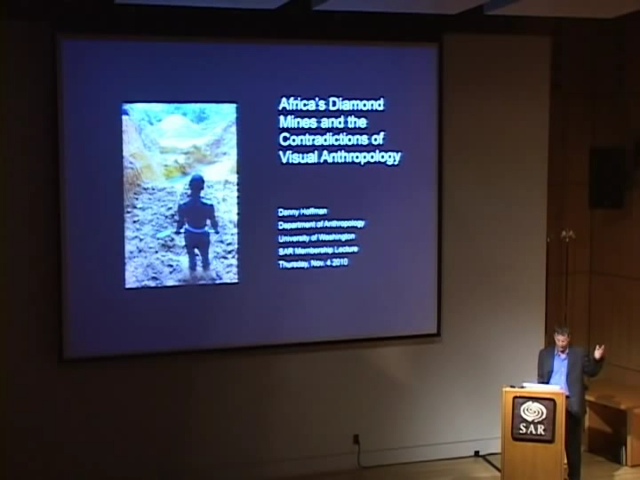 Africa's Diamond
Mines and the
Contradictions of
Visual Anthropology
Danny Hoffman
Department of Anthropology
University of Washington
SAR Membership Lecture
Thursday, Nov. 4 2010
SAR